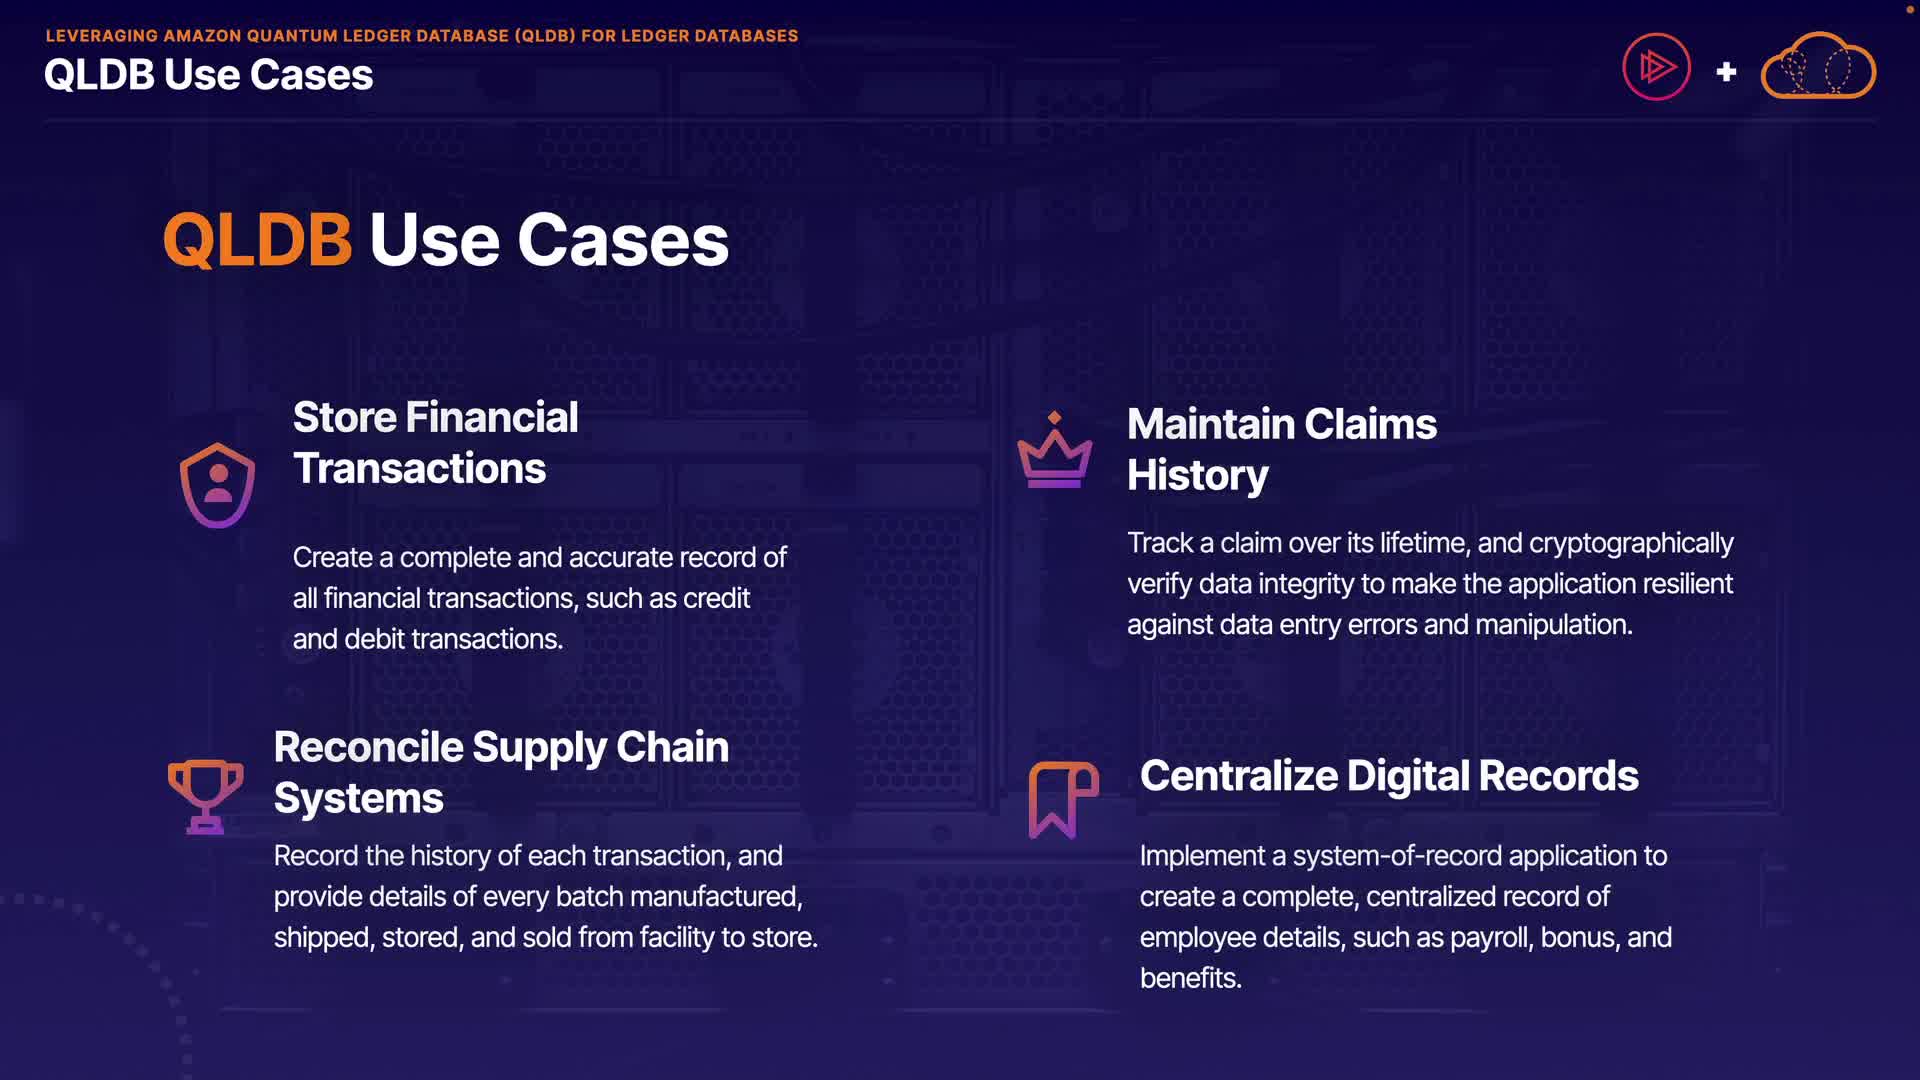 LEVERAGING AMAZON QUANTUM LEDGER DATABASE (QLDB) FOR LEDGER DATABASES
QLDB Use Cases
QLDB Use Cases
Store Financial
Transactions
Create a complete and accurate record of
all financial transactions, such as credit
and debit transactions.
Maintain Claims
History
Track a claim over its lifetime, and cryptographically
verify data integrity to make the application resilient
against data entry errors and manipulation.
Reconcile Supply Chain
Systems
Record the history of each transaction, and
provide details of every batch manufactured,
shipped, stored, and sold from facility to store.
Centralize Digital Records
Implement a system-of-record application to
create a complete, centralized record of
employee details, such as payroll, bonus, and
benefits.